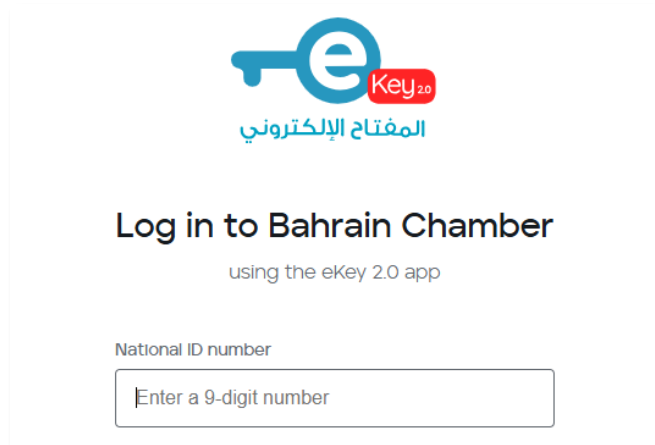 e
Key 2.0
المفتاح الإلكتروني
Log in to Bahrain Chamber
using the eKey 2.0 app
National ID number
Enter a 9-digit number